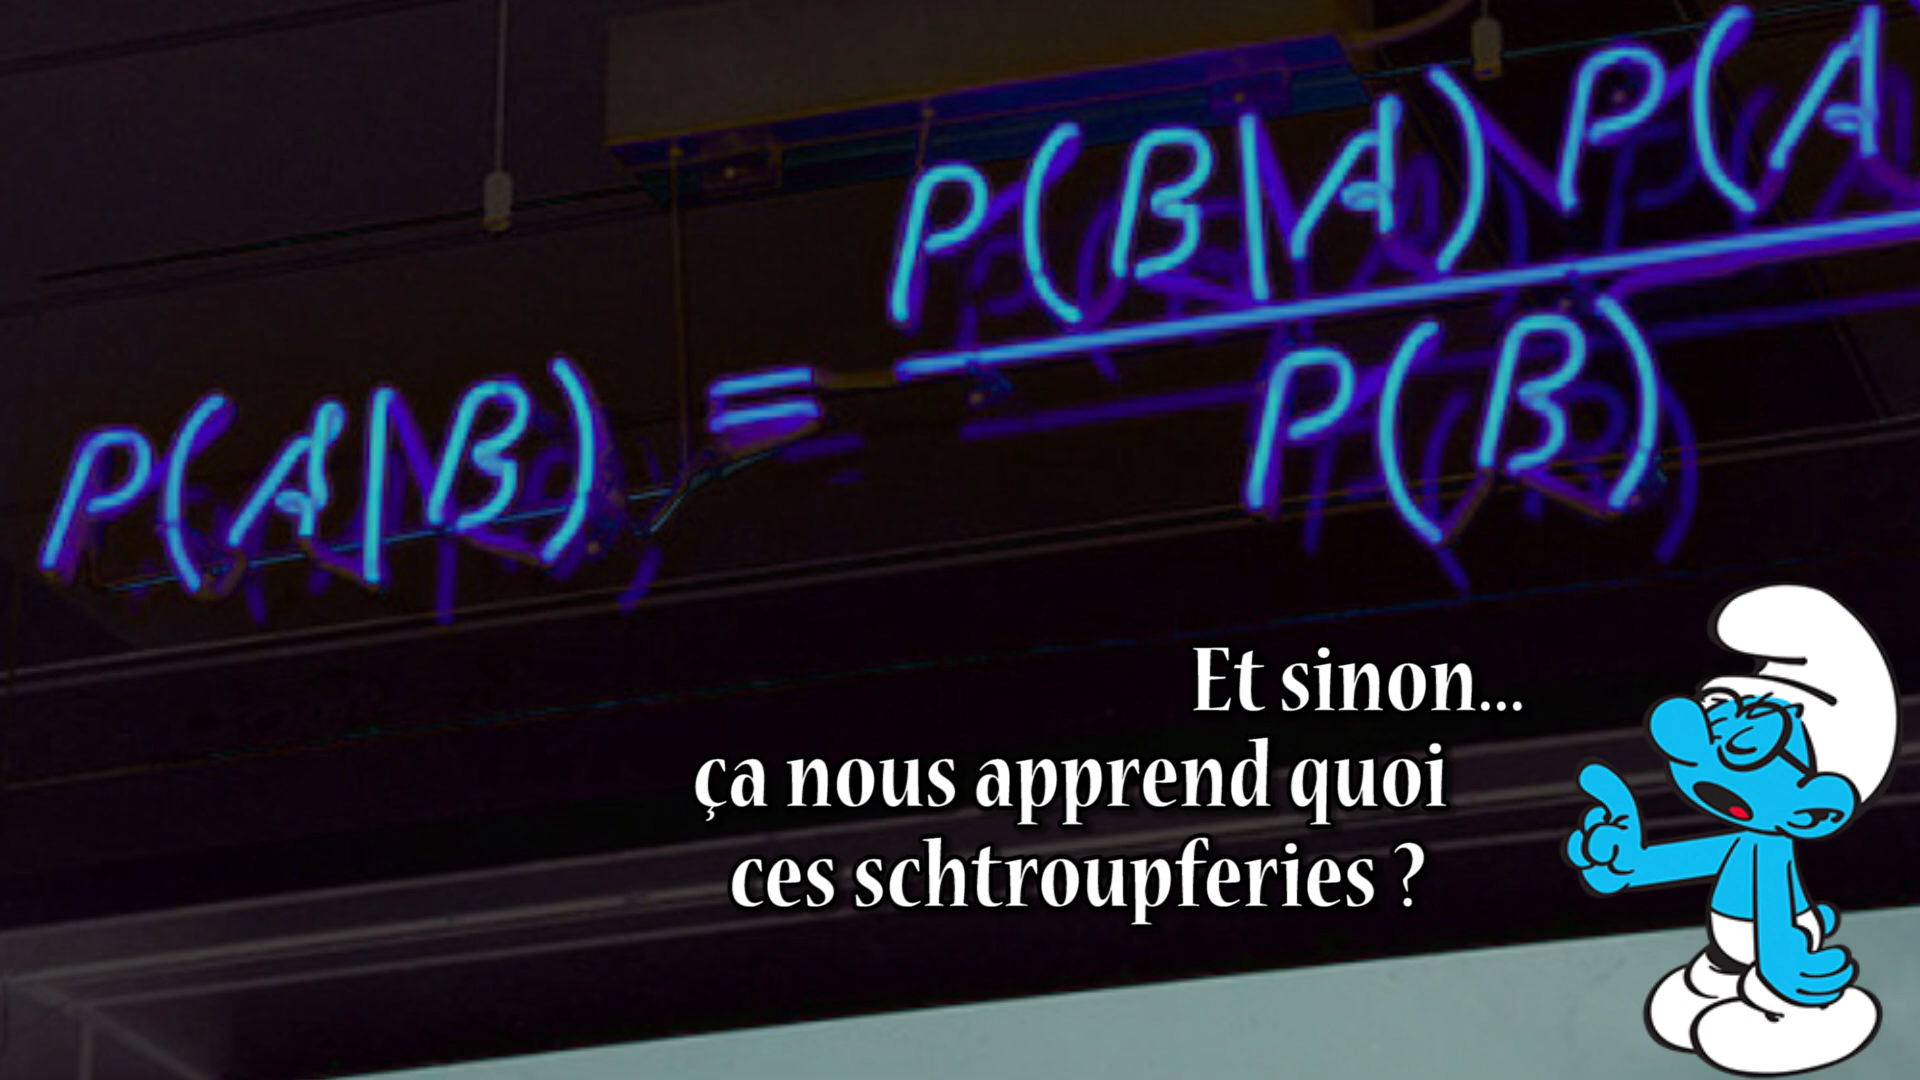 P(A|B) = P(B|A) P(A
P(B)
Et sinon...
ça nous apprend quoi
ces schtroupferies ?